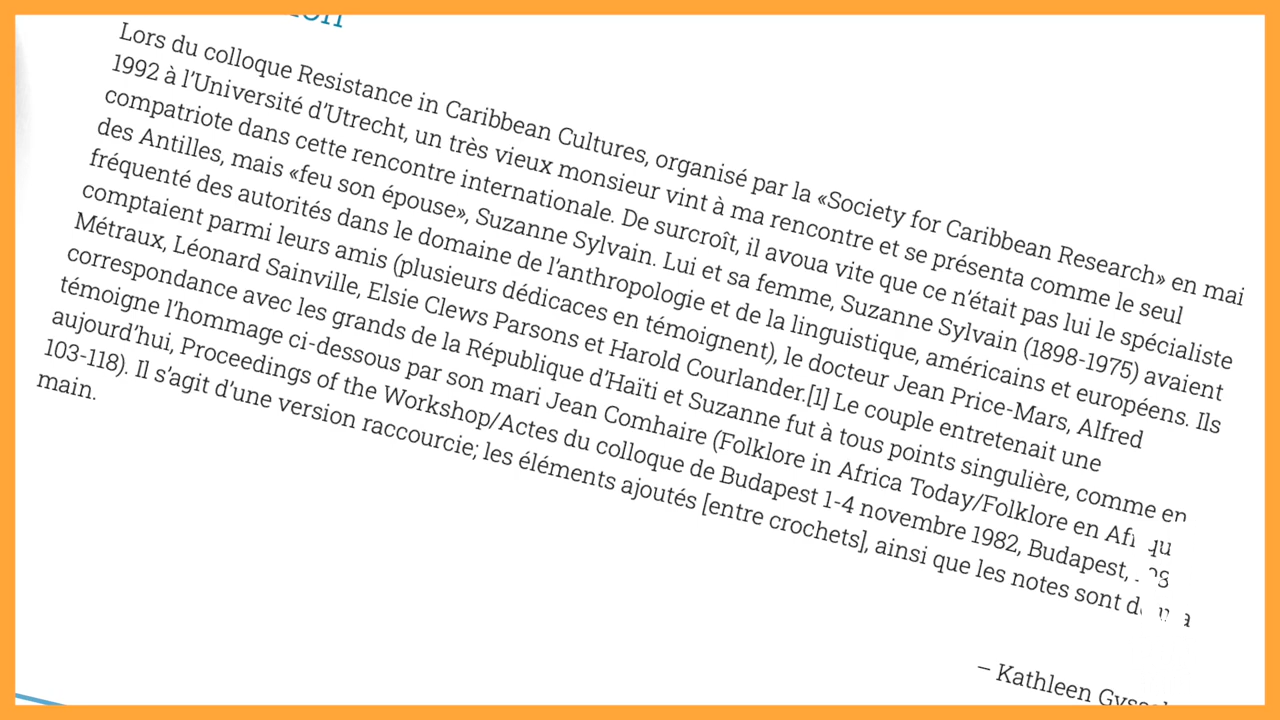 Lors du colloque Resistance in Caribbean Cultures, organisé par la «Society for Caribbean Research» en mai
1992 à l’Université d’Utrecht, un très vieux monsieur vint à ma rencontre et se présenta comme le seul
compatriote dans cette rencontre internationale. De surcroît, il avoua vite que ce n’était pas lui le spécialiste
des Antilles, mais «feu son épouse», Suzanne Sylvain. Lui et sa femme, Suzanne Sylvain (1898-1975) avaient
fréquenté des autorités dans le domaine de l’anthropologie et de la linguistique, américains et européens. Ils
comptaient parmi leurs amis (plusieurs dédicaces en témoignent), le docteur Jean Price-Mars, Alfred
Métraux, Léonard Sainville, Elsie Clews Parsons et Harold Courlander.[1] Le couple entretenait une
correspondance avec les grands de la République d’Haïti et Suzanne fut à tous points singulière, comme en
témoigne l’hommage ci-dessous par son mari Jean Comhaire (Folklore in Africa Today/Folklore en
aujourd’hui, Proceedings of the Workshop/Actes du colloque de Budapest 1-4 novembre 1982, Budapest,
103-118). Il s’agit d’une version raccourcie; les éléments ajoutés [entre crochets], ainsi que les notes sont
main.
– Kathleen